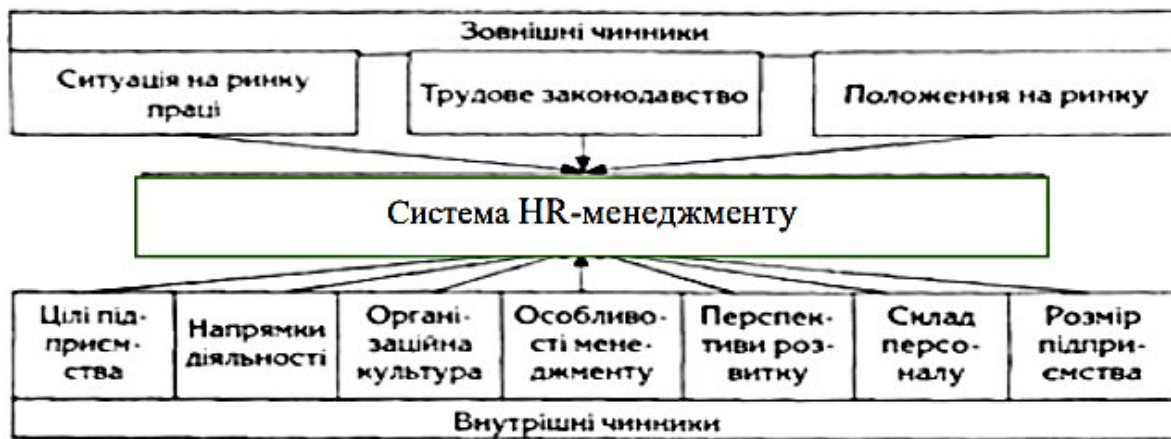 Зовнішні чинники
Ситуація на ринку
праці
Трудове законодавство
Положення на ринку
Система HR-менеджменту
Цілі під-
приєм-
ства
Напрямки
діяльності
Органі-
заційна
культура
Особливо-
сті мене-
джменту
Перспек-
тиви роз-
витку
Склад
персо-
налу
Розмір
підпри-
ємства
Внутрішні чинники